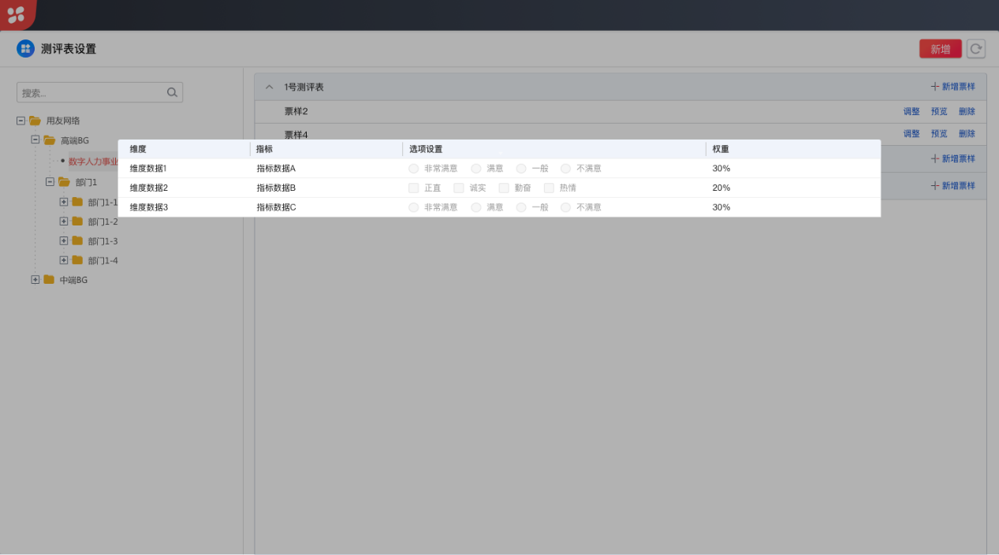 测评表设置
新增
搜索...
用友网络
高端BG
数字人力事业
部门1
部门1-1
部门1-2
部门1-3
部门1-4
中端BG
1号测评表 新增票样
票样2 调整 预览 删除
票样4 调整 预览 删除
新增票样
新增票样
维度 指标 选项设置 权重
维度数据1 指标数据A 非常满意 满意 一般 不满意 30%
维度数据2 指标数据B 正直 诚实 勤奋 热情 20%
维度数据3 指标数据C 非常满意 满意 一般 不满意 30%